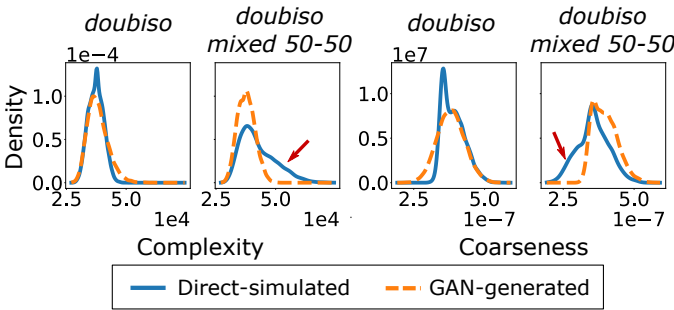 doubiso
doubiso
mixed 50-50
doubiso
doubiso
mixed 50-50
1e−4
1e7
Density
1.0
0.5
0.0
1.0
0.5
0.0
2.5 5.0
1e4
2.5 5.0
1e4
2.5 5.0
1e−7
2.5 5.0
1e−7
Complexity
Coarseness
Direct-simulated
GAN-generated